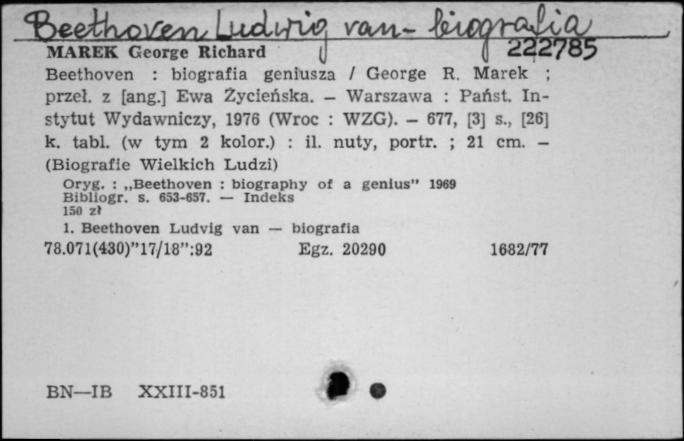 Beethoven Ludwig van - biografia
MAREK George Richard
222785
Beethoven : biografia geniusza / George R. Marek ;
przeł. z [ang.] Ewa Życieńska. — Warszawa : Państ. In-
stytut Wydawniczy, 1976 (Wroc : WZG). — 677, [3] s., [26]
k. tabl. (w tym 2 kolor.) : il. nuty, portr. ; 21 cm. —
(Biografie Wielkich Ludzi)
Oryg. : „Beethoven : biography of a genius” 1969
Bibliogr. s. 653-657. — Indeks
150 zł
1. Beethoven Ludvig van — biografia
78.071(430)”17/18”:92 Egz. 20290 1682/77
BN—IB XXIII-851